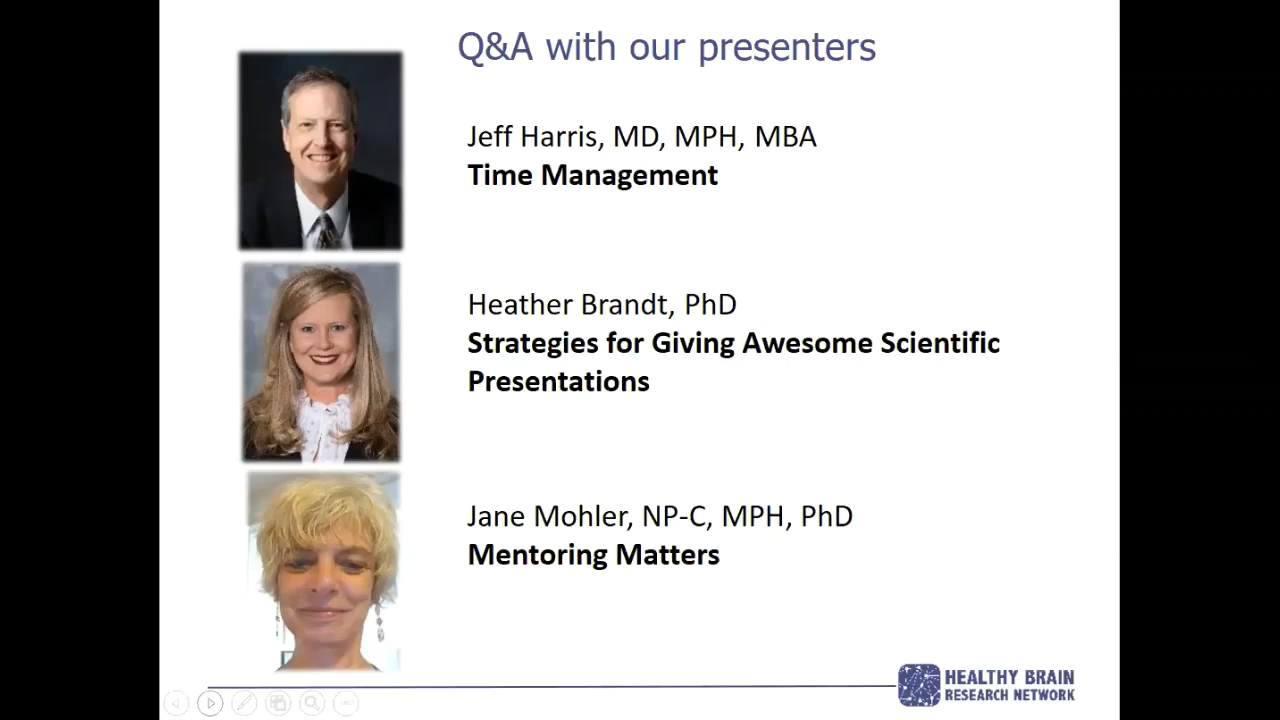 Q&A with our presenters
Jeff Harris, MD, MPH, MBA
Time Management
Heather Brandt, PhD
Strategies for Giving Awesome Scientific
Presentations
Jane Mohler, NP-C, MPH, PhD
Mentoring Matters
HEALTHY BRAIN
RESEARCH NETWORK